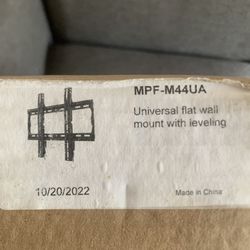 MPF-M44UA
Universal flat wall
mount with leveling
10/20/2022
Made in China